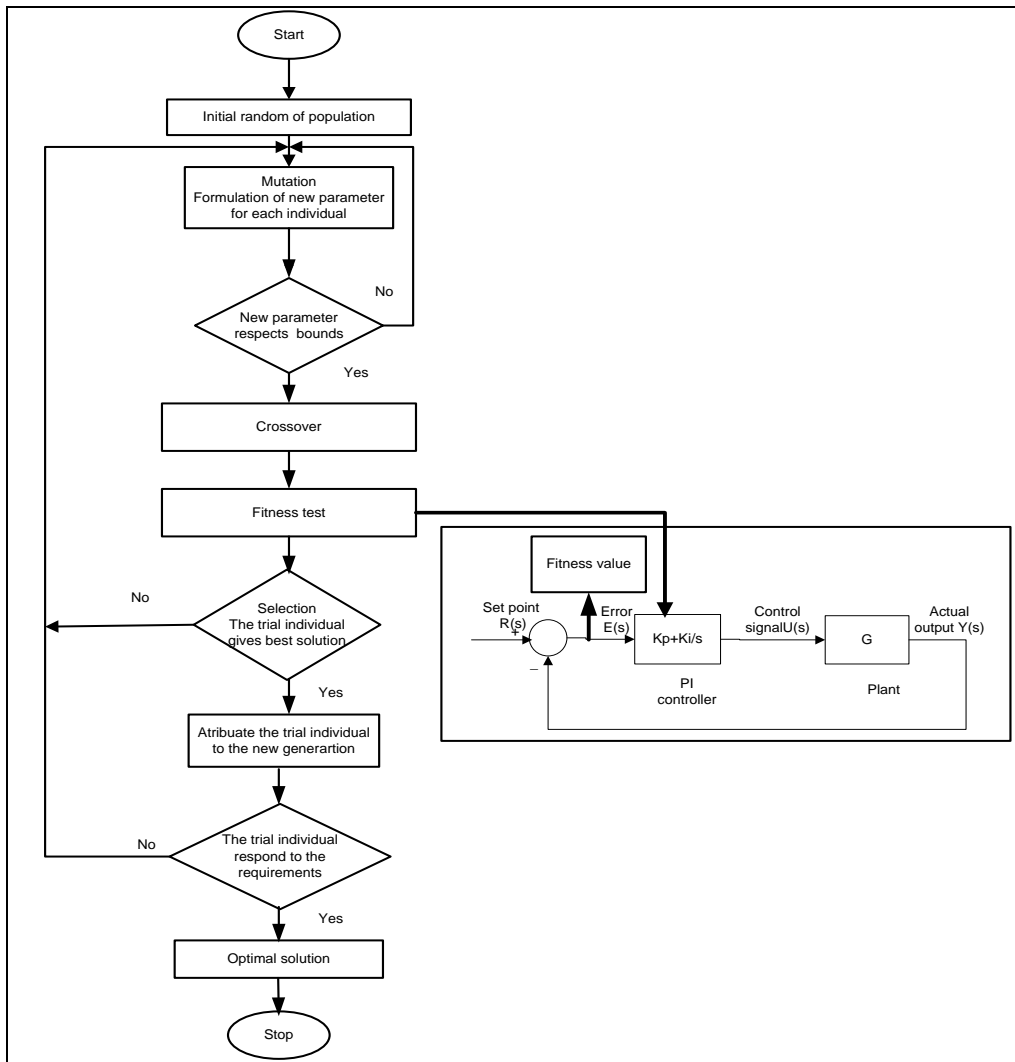 Start
Initial random of population
Mutation
Formulation of new parameter
for each individual
No
New parameter
respects bounds
Yes
Crossover
Fitness test
No
Selection
The trial individual
gives best solution
Yes
Atribuate the trial individual
to the new generartion
No
The trial individual
respond to the
requirements
Yes
Optimal solution
Stop
Fitness value
Set point
R(s)
+
_
Error
E(s)
Kp+Ki/s
PI
controller
Control
signalU(s)
G
Plant
Actual
output Y(s)